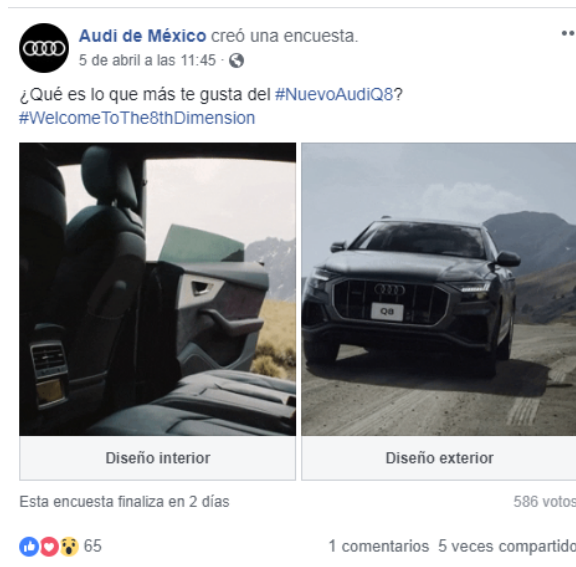 Audi de México creó una encuesta.
5 de abril a las 11:45 ·
¿Qué es lo que más te gusta del #NuevoAudiQ8?
#WelcomeToThe8thDimension
Q8
Diseño interior
Diseño exterior
Esta encuesta finaliza en 2 días
586 votos
65
1 comentarios 5 veces compartido